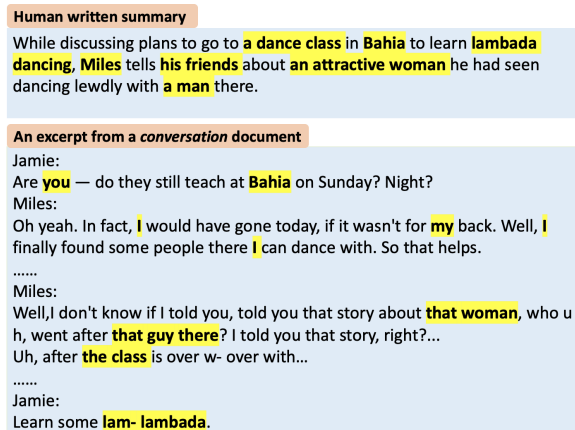 Human written summary
While discussing plans to go to a dance class in Bahia to learn lambada
dancing, Miles tells his friends about an attractive woman he had seen
dancing lewdly with a man there.
An excerpt from a conversation document
Jamie:
Are you — do they still teach at Bahia on Sunday? Night?
Miles:
Oh yeah. In fact, I would have gone today, if it wasn't for my back. Well, I
finally found some people there I can dance with. So that helps.
......
Miles:
Well,I don't know if I told you, told you that story about that woman, who u
h, went after that guy there? I told you that story, right?...
Uh, after the class is over w- over with...
......
Jamie:
Learn some lam- lambada.